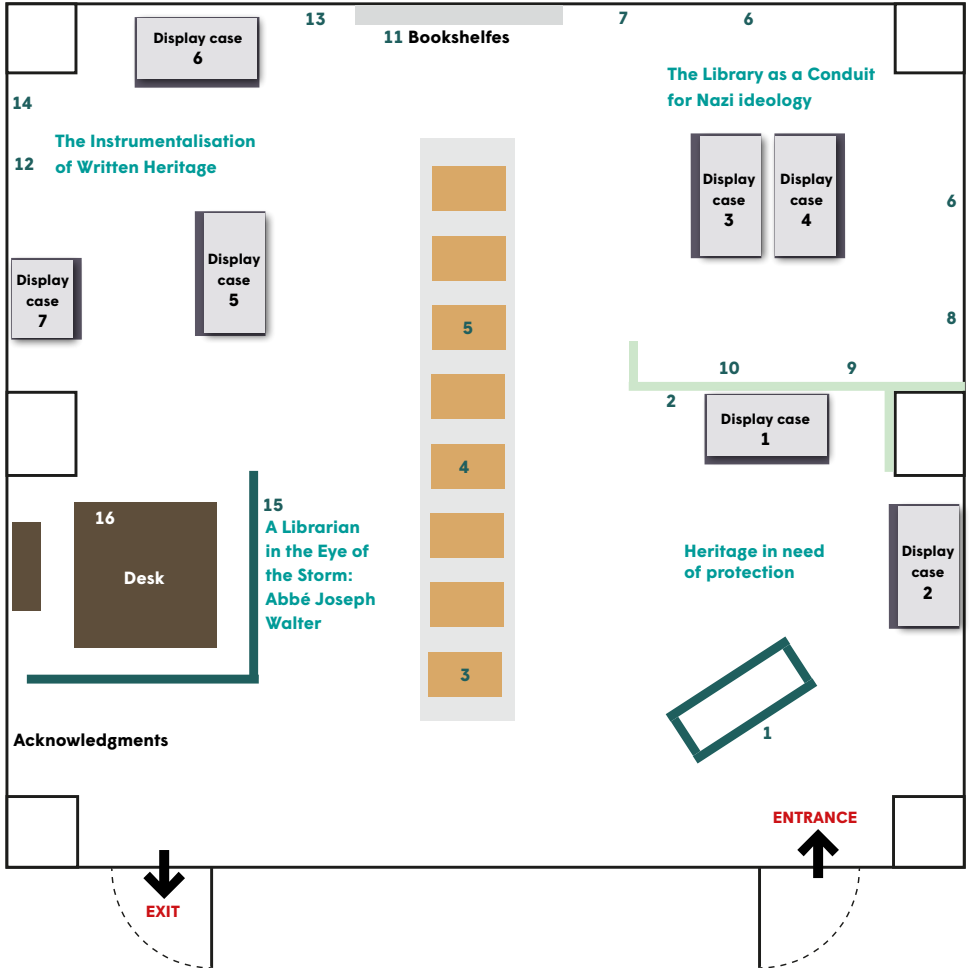 13
7
6
11 Bookshelfes
Display case
6
The Library as a Conduit
for Nazi ideology
14
The Instrumentalisation
of Written Heritage
12
Display
case
3
Display
case
4
6
Display
case
5
Display
case
7
5
8
10
9
2
Display case
1
4
15
A Librarian
in the Eye of
the Storm:
Abbé Joseph
Walter
16
Desk
Heritage in need
of protection
Display
case
2
3
1
Acknowledgments
ENTRANCE
EXIT